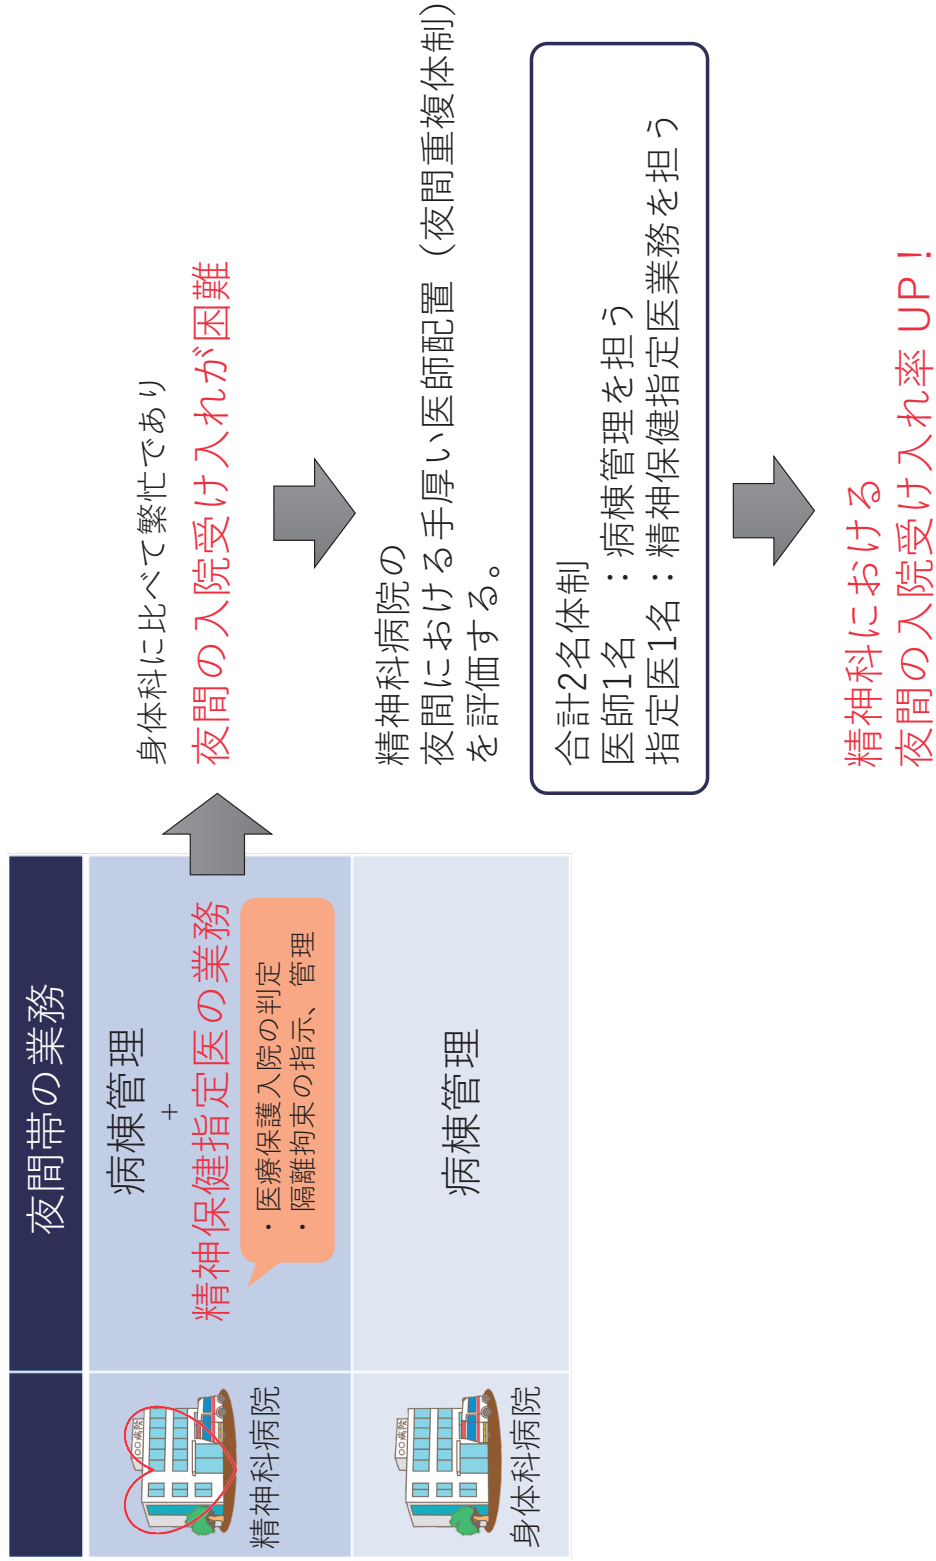 夜間帯の業務
○○病院
精神科病院
病棟管理
+
精神保健指定医の業務
・医療保護入院の判定
・隔離拘束の指示、管理
○○病院
身体科病院
病棟管理
身体科に比べて繁忙であり
夜間の入院受け入れが困難
精神科病院の
夜間における手厚い医師配置(夜間重複体制)
を評価する。
合計2名体制
医師1名 :病棟管理を担う
指定医1名:精神保健指定医業務を担う
精神科における
夜間の入院受け入れ率 UP!